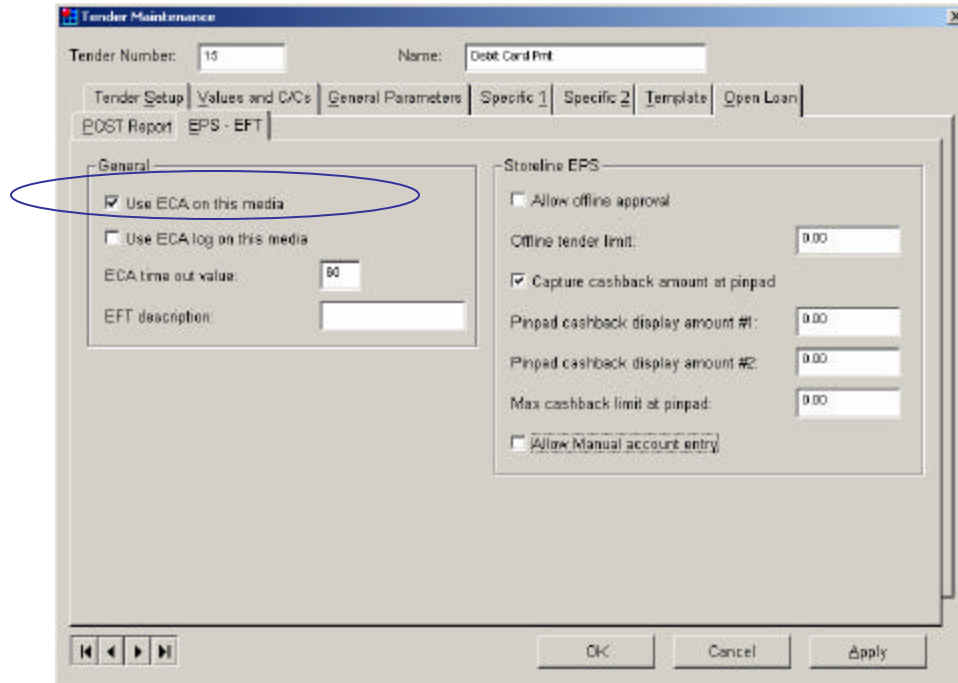 Tender Maintenance
Tender Number: 15 Name: Debit Card Pmt
Tender Setup Values and C/Cs General Parameters Specific 1 Specific 2 Template Open Loan
POST Report EPS - EFT
General
Use ECA on this media
Use ECA log on this media
ECA time out value: 60
EFT description:
Storeline EPS
Allow offline approval
Offline tender limit: 0.00
Capture cashback amount at pinpad
Pinpad cashback display amount #1: 0.00
Pinpad cashback display amount #2: 0.00
Max cashback limit at pinpad: 0.00
Allow Manual account entry
OK Cancel Apply